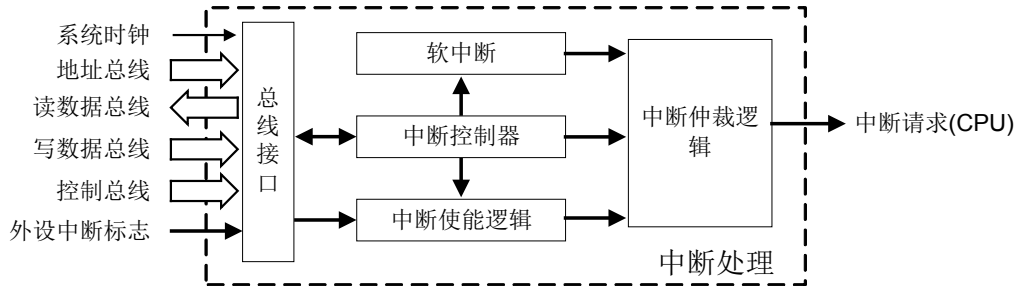 系统时钟
地址总线
读数据总线
写数据总线
控制总线
外设中断标志
总
线
接
口
软中断
中断控制器
中断使能逻辑
中断仲裁逻
辑
中断请求(CPU)
中断处理